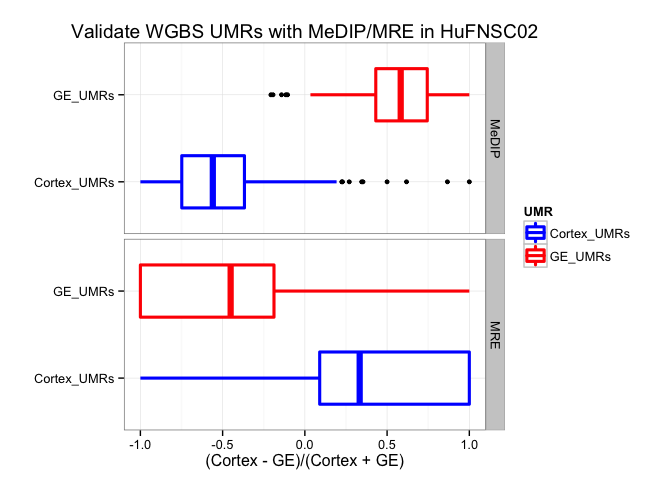 Validate WGBS UMRs with MeDIP/MRE in HuFNSC02
GE_UMRs
Cortex_UMRs
MeDIP
GE_UMRs
Cortex_UMRs
MRE
-1.0 -0.5 0.0 0.5 1.0
(Cortex - GE)/(Cortex + GE)
UMR
Cortex_UMRs
GE_UMRs